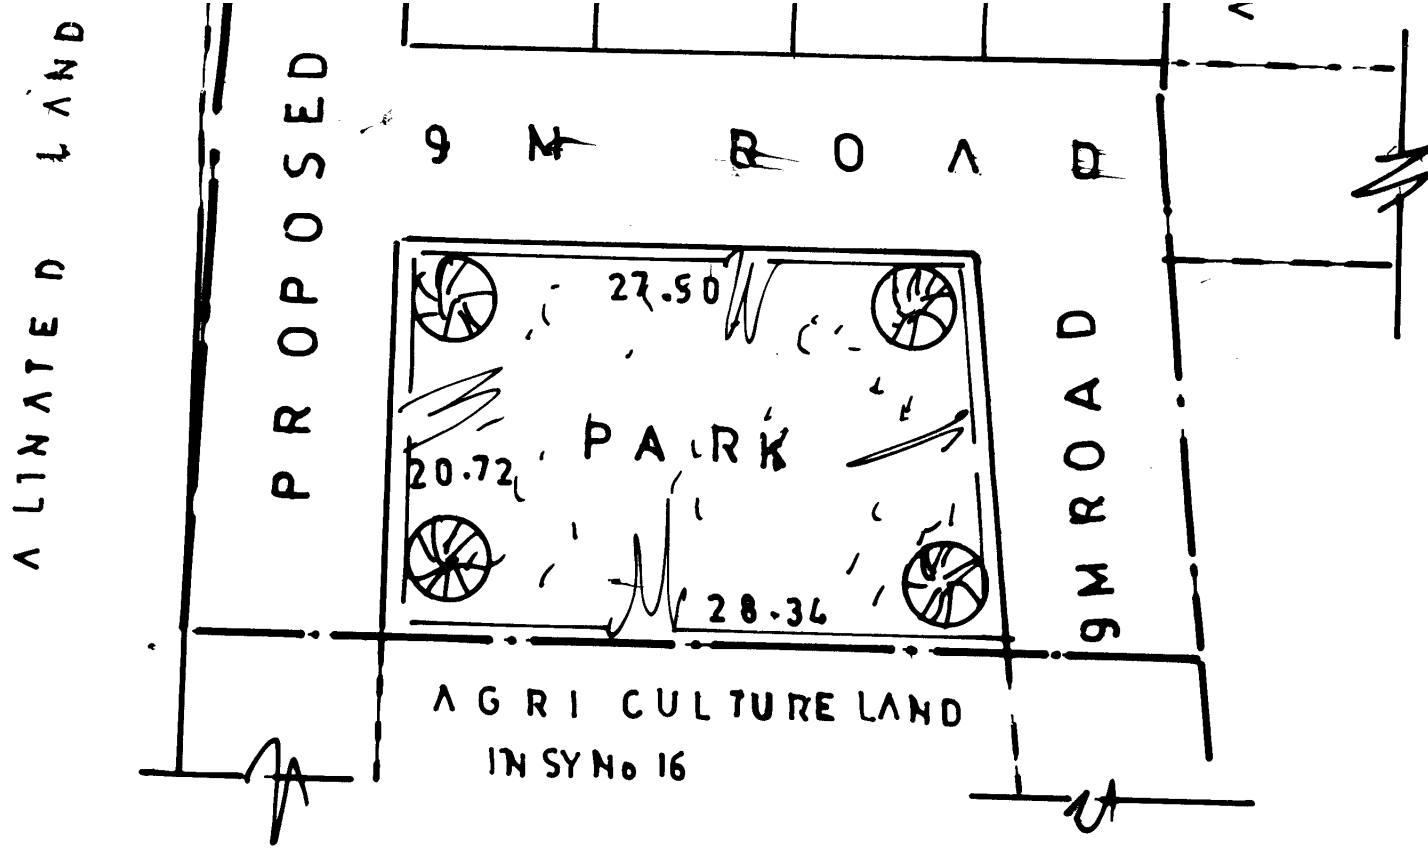 ALINATED LAND
PROPOSED
9M ROAD
27.50
PARK
20.72
28.34
9M ROAD
AGRICULTURE LAND
IN SY No 16